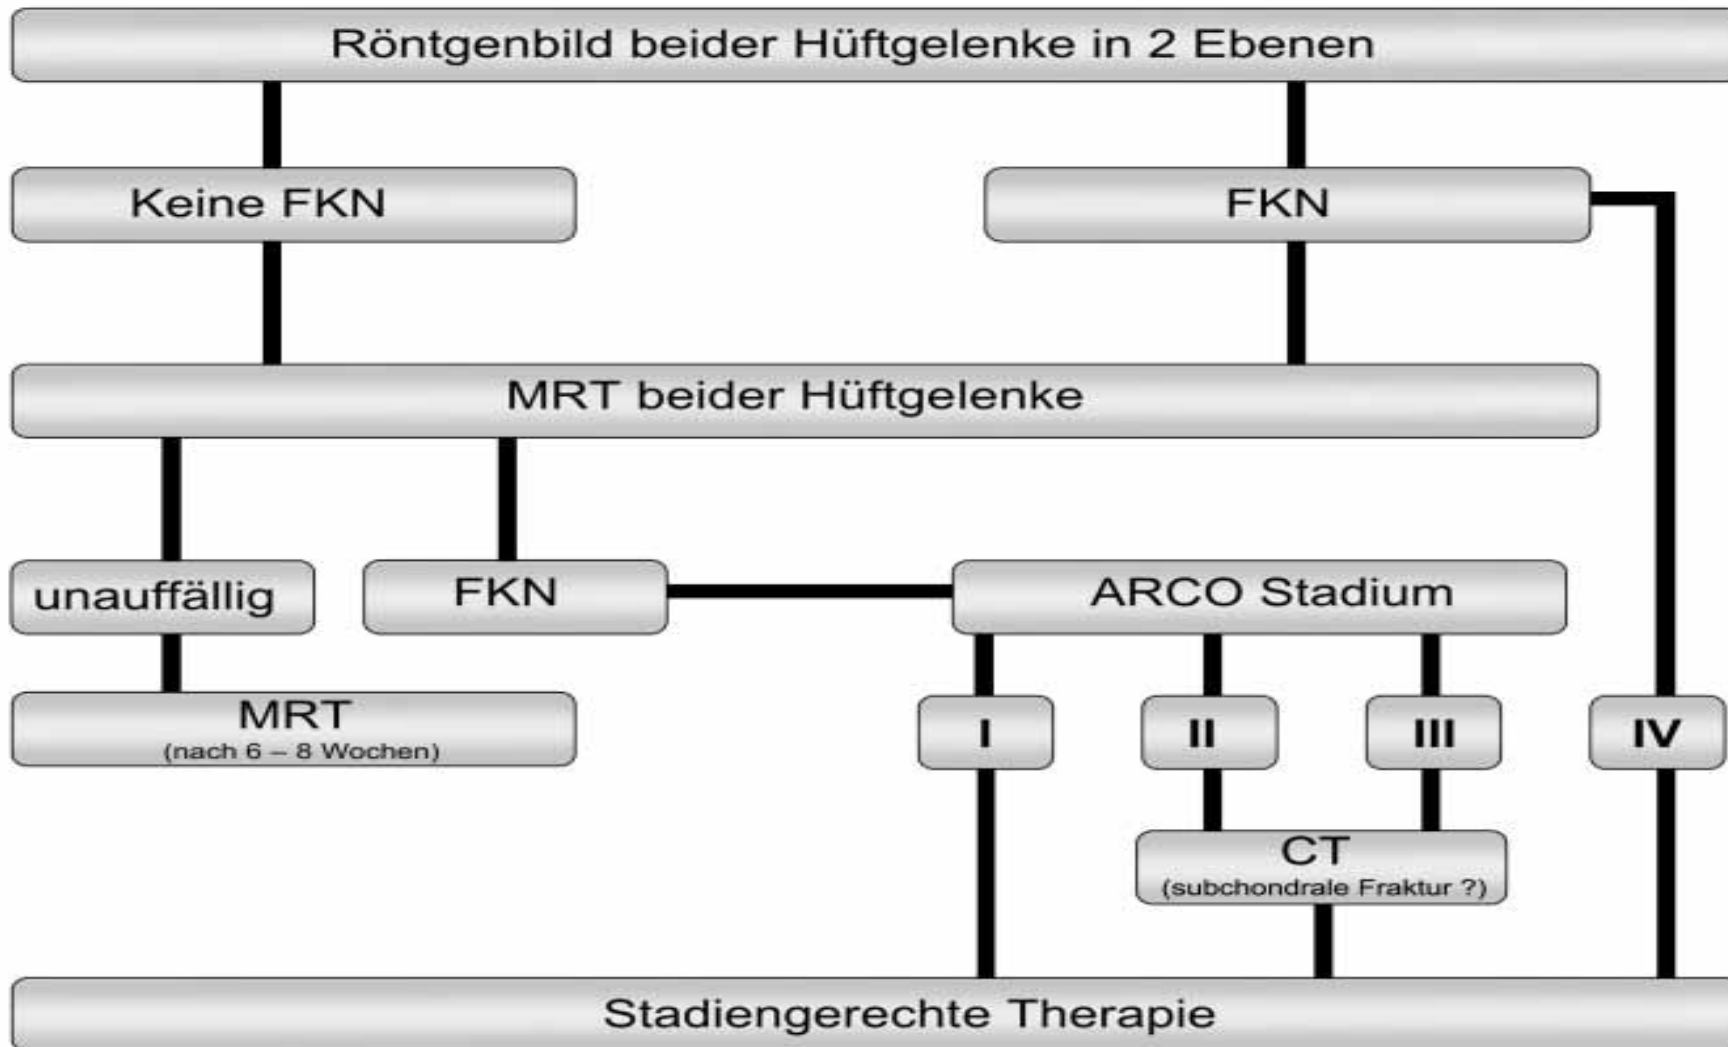 Röntgenbild beider Hüftgelenke in 2 Ebenen
Keine FKN
FKN
MRT beider Hüftgelenke
unauffällig
FKN
ARCO Stadium
MRT
(nach 6 – 8 Wochen)
I
II
III
IV
CT
(subchondrale Fraktur ?)
Stadiengerechte Therapie